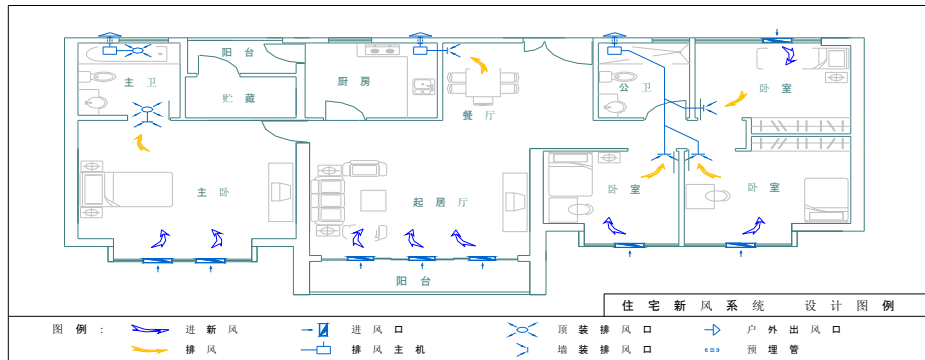 阳 台
主 卫
贮 藏
厨 房
餐 厅
公 卫
卧 室
主 卧
起 居 厅
卧 室
卧 室
阳 台
住 宅 新 风 系 统 设 计 图 例
图 例 : 进 新 风 进 风 口 顶 装 排 风 口 户 外 出 风 口
排 风 排 风 主 机 墙 装 排 风 口 预 埋 管